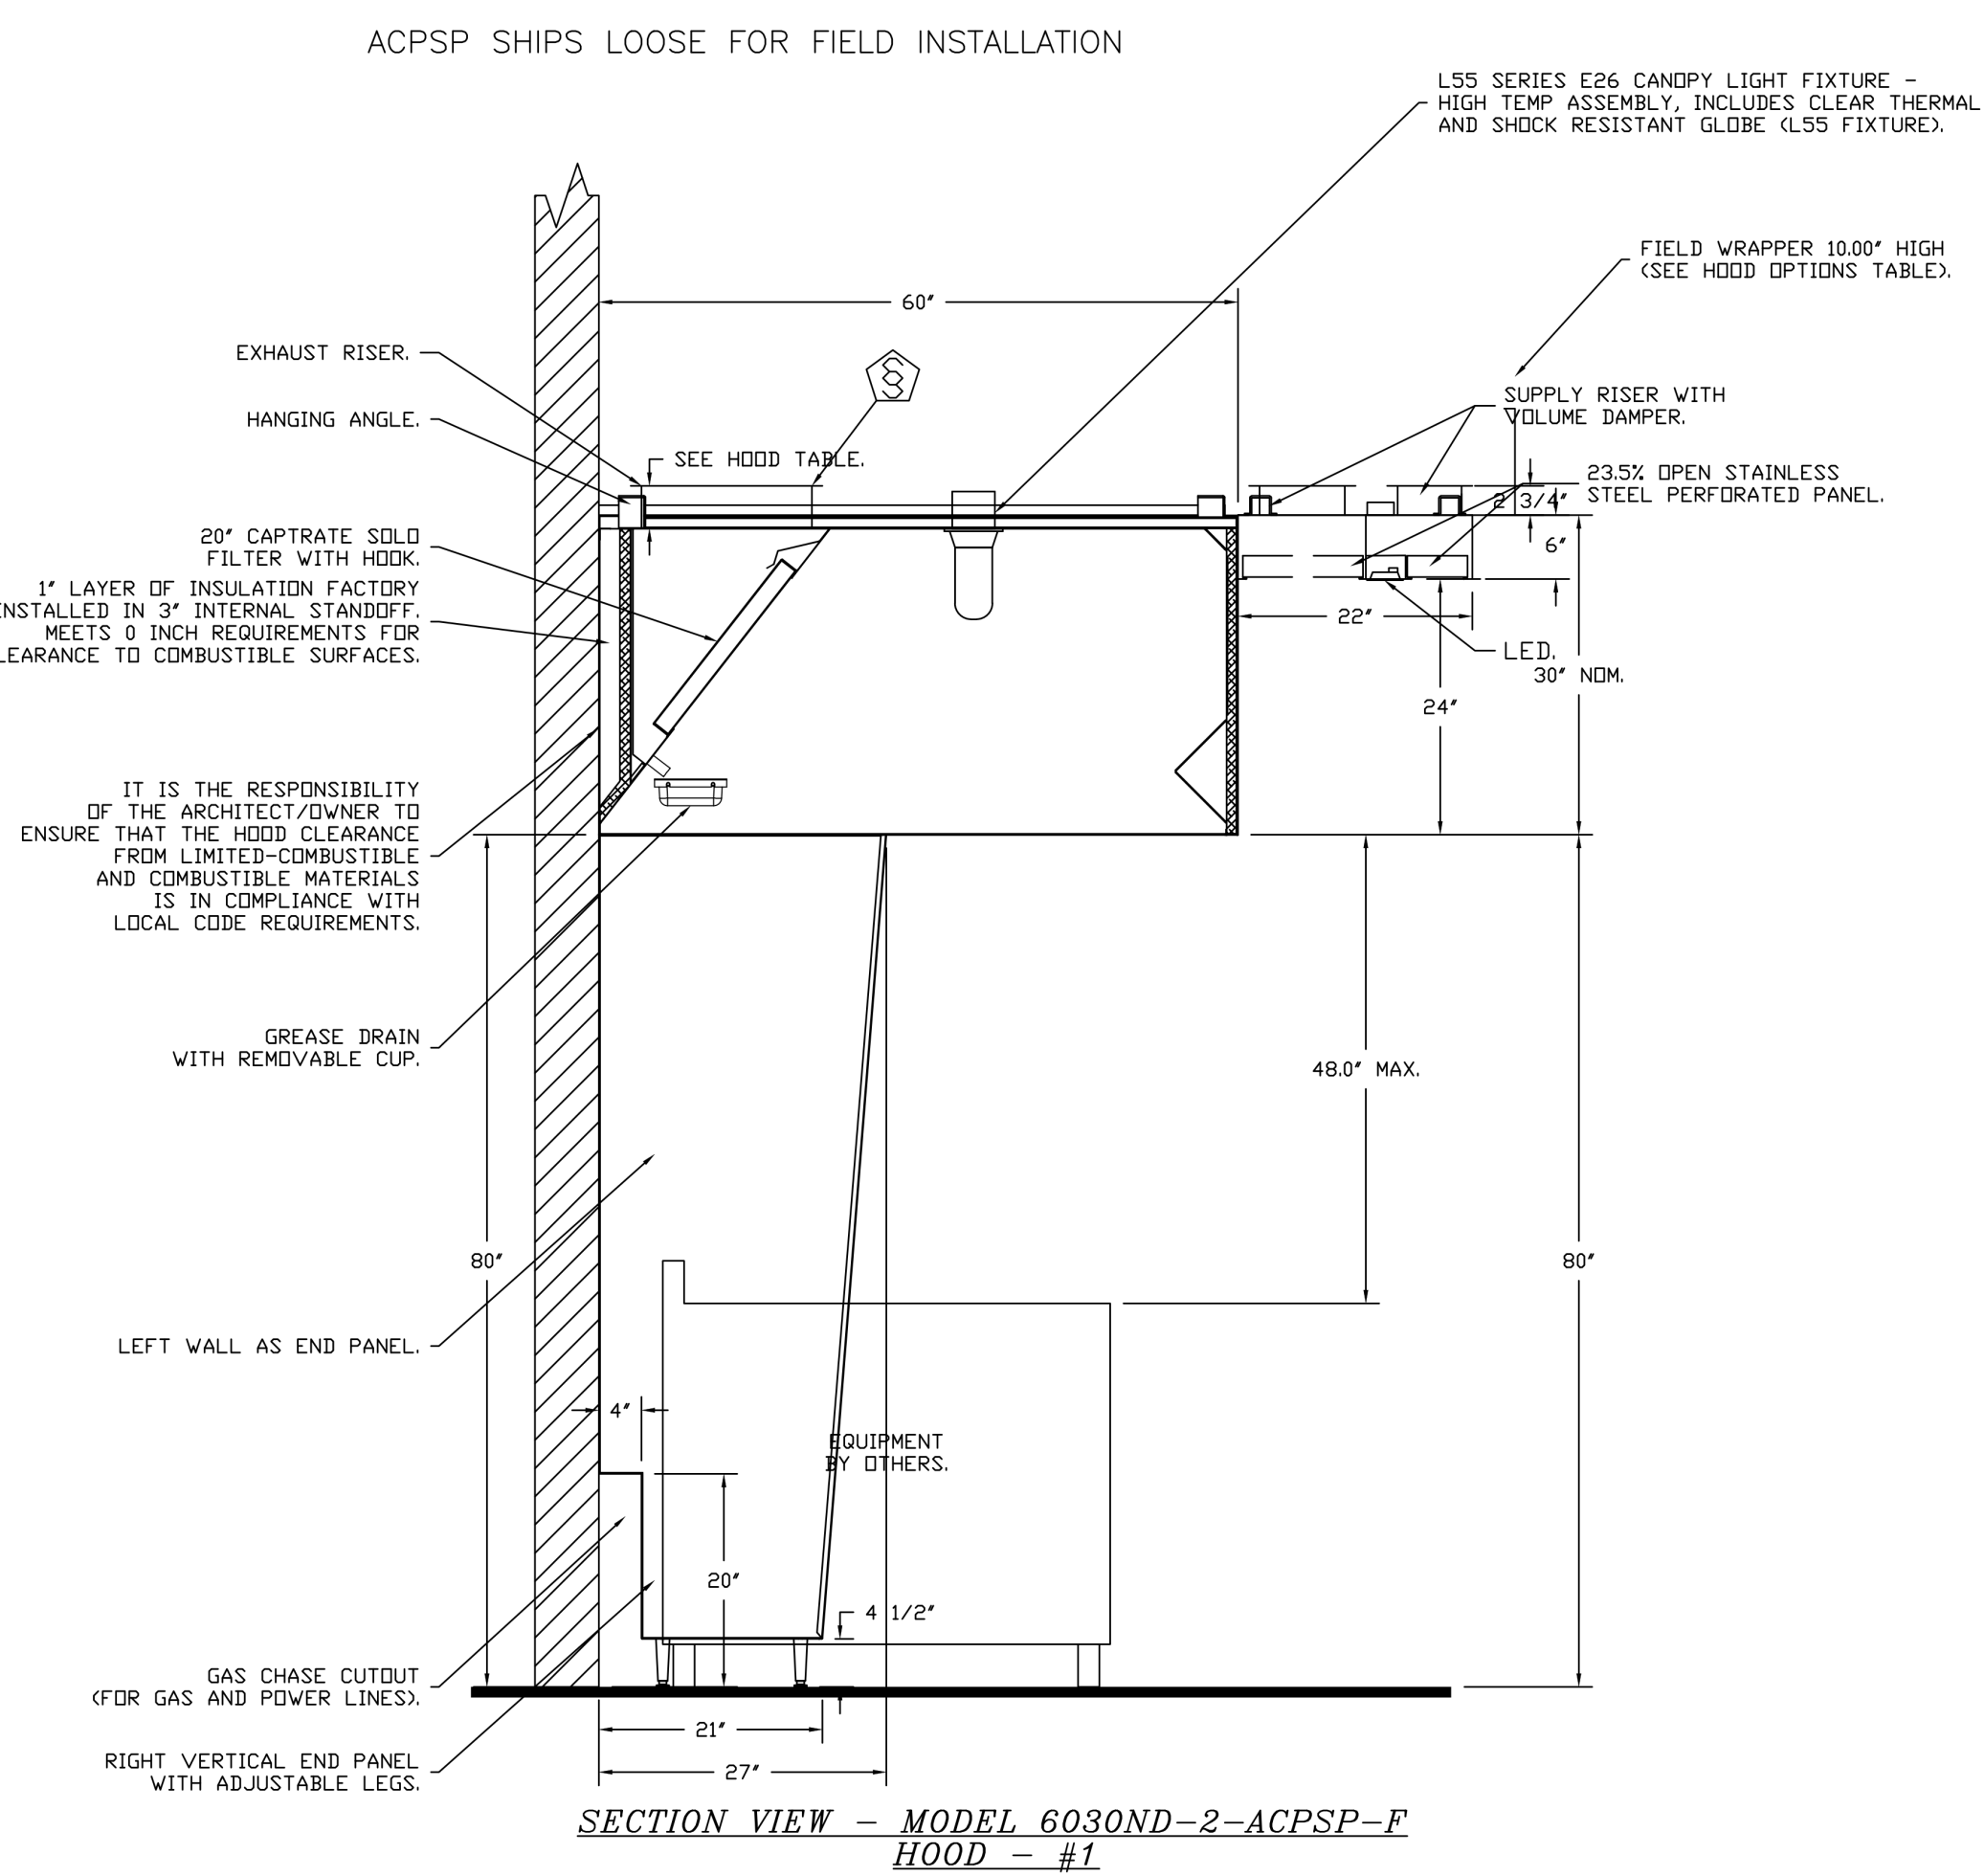 ACPSP SHIPS LOOSE FOR FIELD INSTALLATION
L55 SERIES E26 CANOPY LIGHT FIXTURE -
HIGH TEMP ASSEMBLY, INCLUDES CLEAR THERMAL
AND SHOCK RESISTANT GLOBE (L55 FIXTURE).
FIELD WRAPPER 10.00" HIGH
(SEE HOOD OPTIONS TABLE).
60"
EXHAUST RISER.
HANGING ANGLE.
SEE HOOD TABLE.
SUPPLY RISER WITH
VOLUME DAMPER.
23.5% OPEN STAINLESS
STEEL PERFORATED PANEL.
2 3/4"
6"
20" CAPTRATE SOLO
FILTER WITH HOOK.
1" LAYER OF INSULATION FACTORY
INSTALLED IN 3" INTERNAL STANDOFF.
MEETS 0 INCH REQUIREMENTS FOR
LEARANCE TO COMBUSTIBLE SURFACES.
22"
LED.
30" NOM.
24"
IT IS THE RESPONSIBILITY
OF THE ARCHITECT/OWNER TO
ENSURE THAT THE HOOD CLEARANCE
FROM LIMITED-COMBUSTIBLE
AND COMBUSTIBLE MATERIALS
IS IN COMPLIANCE WITH
LOCAL CODE REQUIREMENTS.
GREASE DRAIN
WITH REMOVABLE CUP.
48.0" MAX.
80"
80"
LEFT WALL AS END PANEL.
4"
EQUIPMENT
BY OTHERS.
20"
4 1/2"
GAS CHASE CUTOUT
(FOR GAS AND POWER LINES).
21"
RIGHT VERTICAL END PANEL
WITH ADJUSTABLE LEGS.
27"
SECTION VIEW - MODEL 6030ND-2-ACPSP-F
HOOD - #1